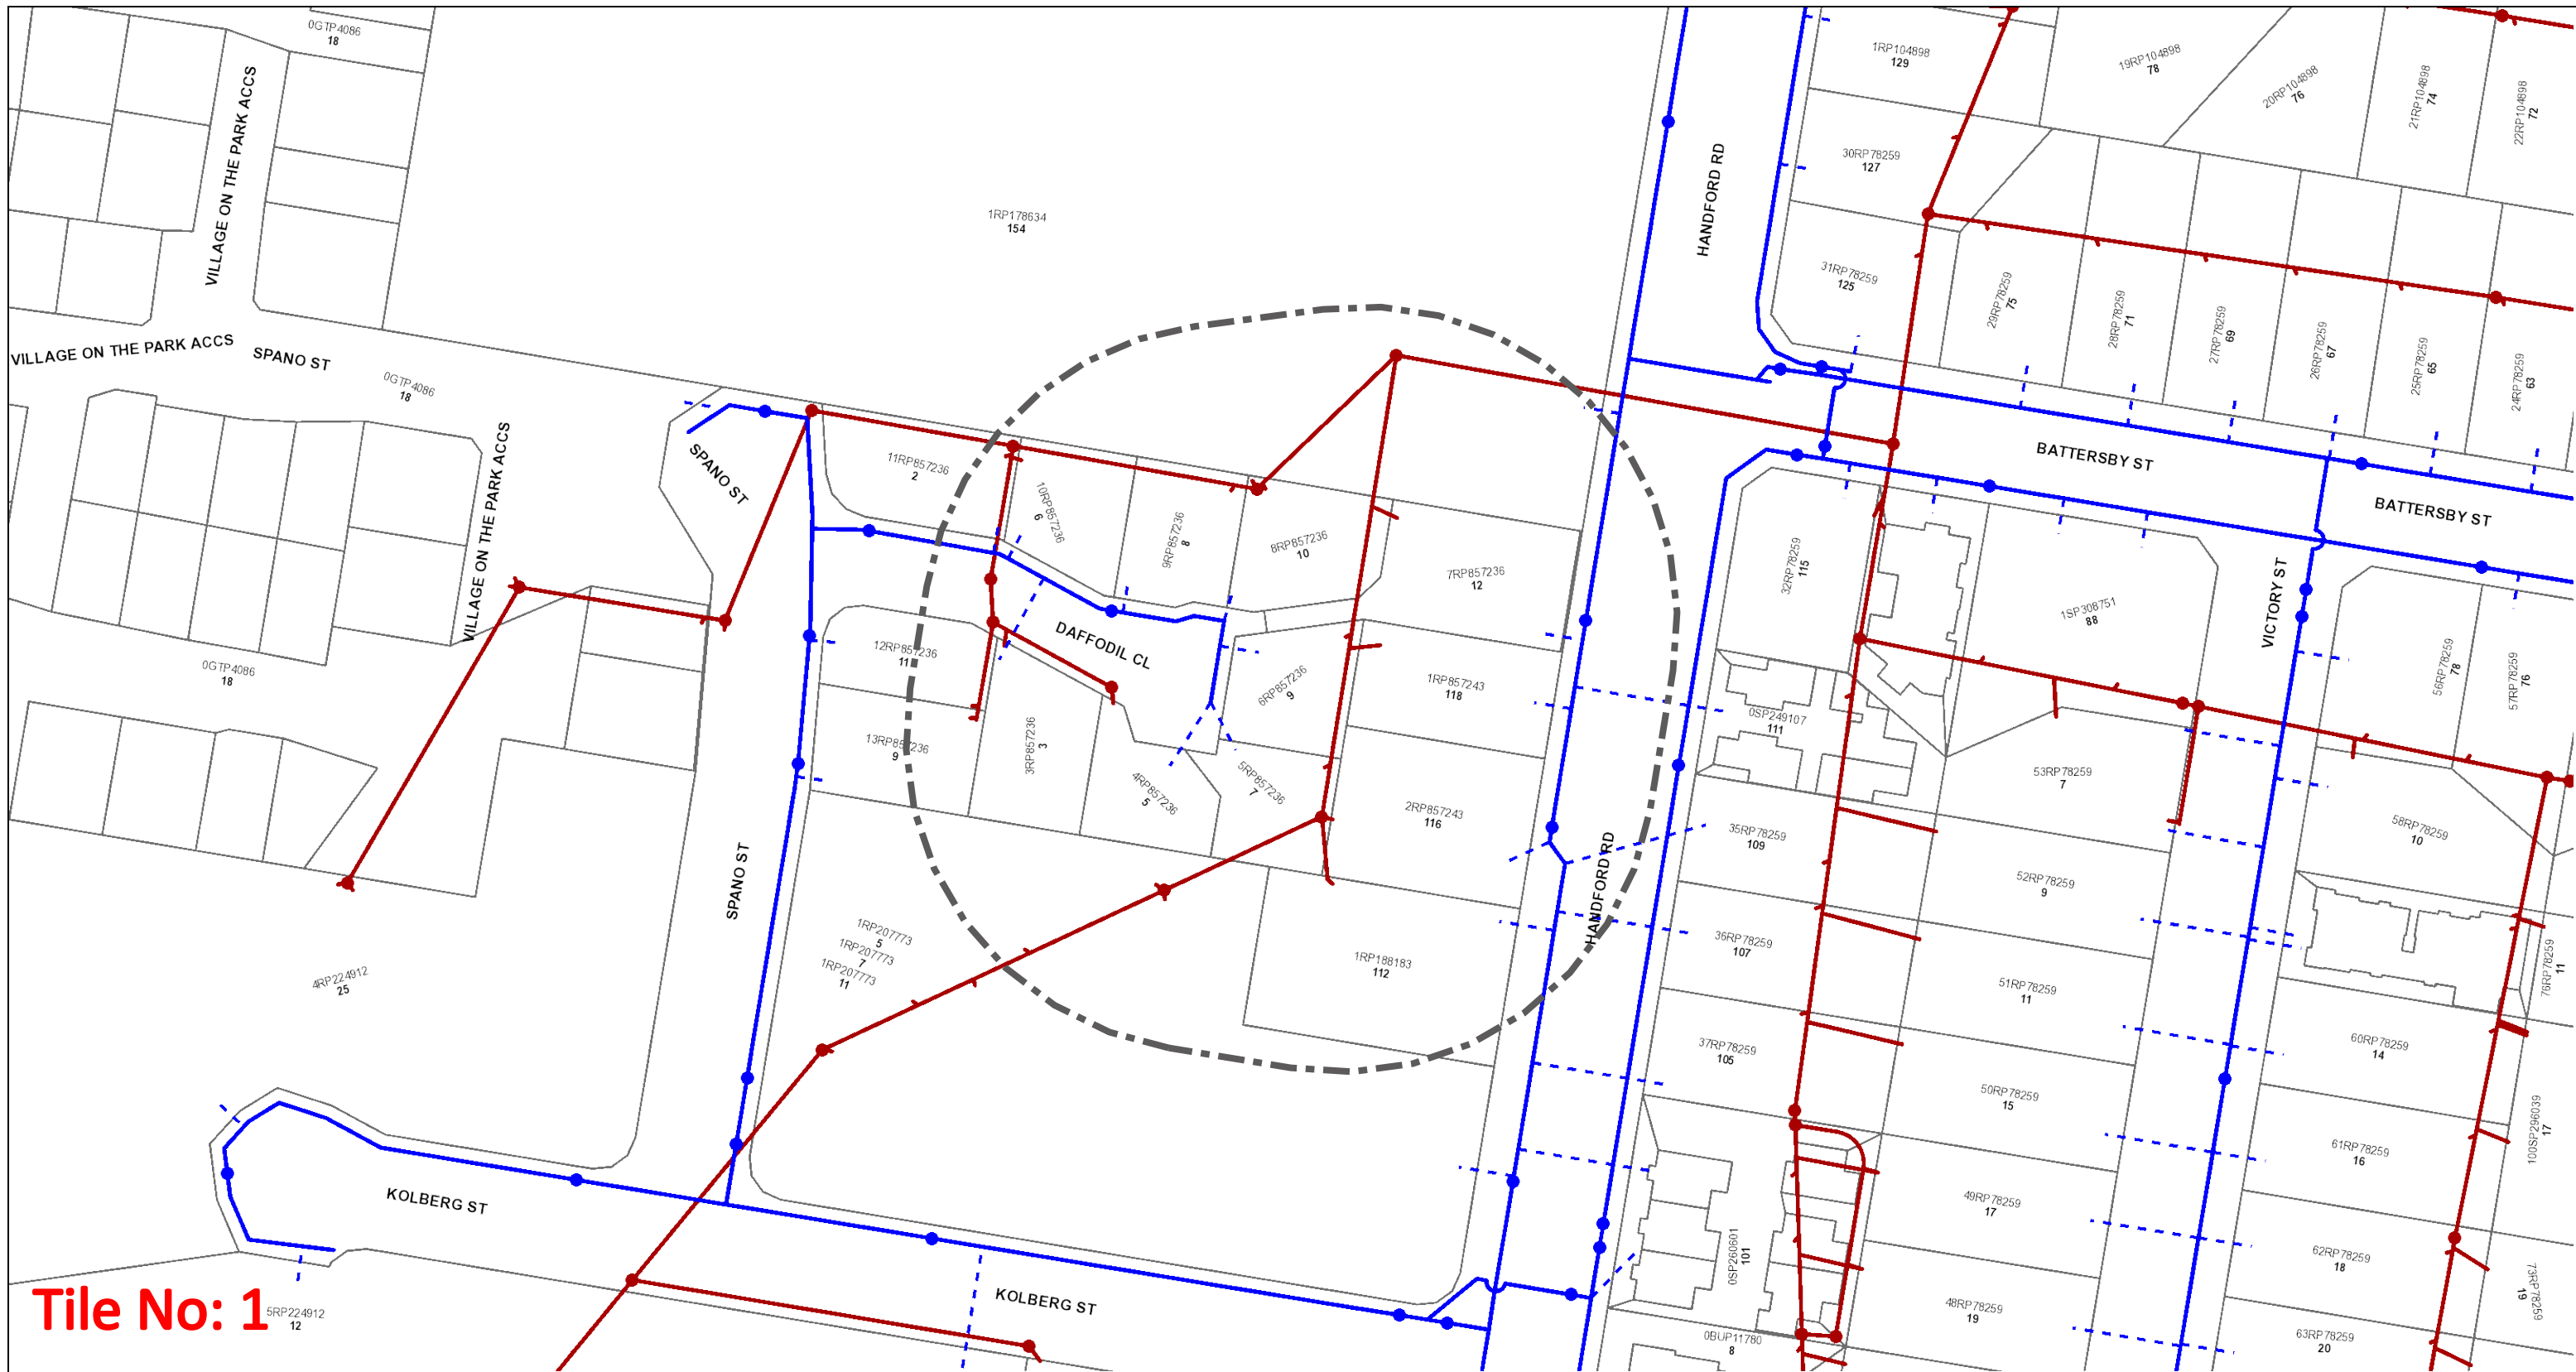 0GTP4086
18
VILLAGE ON THE PARK ACCS
VILLAGE ON THE PARK ACCS
SPANO ST
0GTP4086
18
VILLAGE ON THE PARK ACCS
0GTP4086
18
SPANO ST
1RP178634
154
11RP857236
2
10RP857236
6
9RP857236
8
8RP857236
10
7RP857236
12
DAFFODIL CL
12RP857236
11
13RP857236
9
3RP857236
3
4RP857236
5
5RP857236
7
6RP857236
9
1RP857243
118
2RP857243
116
1RP188183
112
1RP207773
5
1RP207773
7
1RP207773
11
SPANO ST
4RP224912
25
KOLBERG ST
KOLBERG ST
5RP224912
12
Tile No: 1
HANDFORD RD
HANDFORD RD
1RP104898
129
30RP78259
127
31RP78259
125
19RP104898
78
20RP104898
76
21RP104898
74
22RP104898
72
29RP78259
75
28RP78259
71
27RP78259
69
26RP78259
67
25RP78259
65
24RP78259
63
BATTERSBY ST
BATTERSBY ST
32RP78259
115
1SP308751
88
VICTORY ST
56RP78259
78
57RP78259
76
0SP249107
111
53RP78259
7
35RP78259
109
52RP78259
9
58RP78259
10
36RP78259
107
51RP78259
11
76RP78259
11
37RP78259
105
50RP78259
15
60RP78259
14
100SP296039
17
61RP78259
16
49RP78259
17
0SP260601
101
62RP78259
18
73RP78259
19
48RP78259
19
0BUP11780
8
63RP78259
20